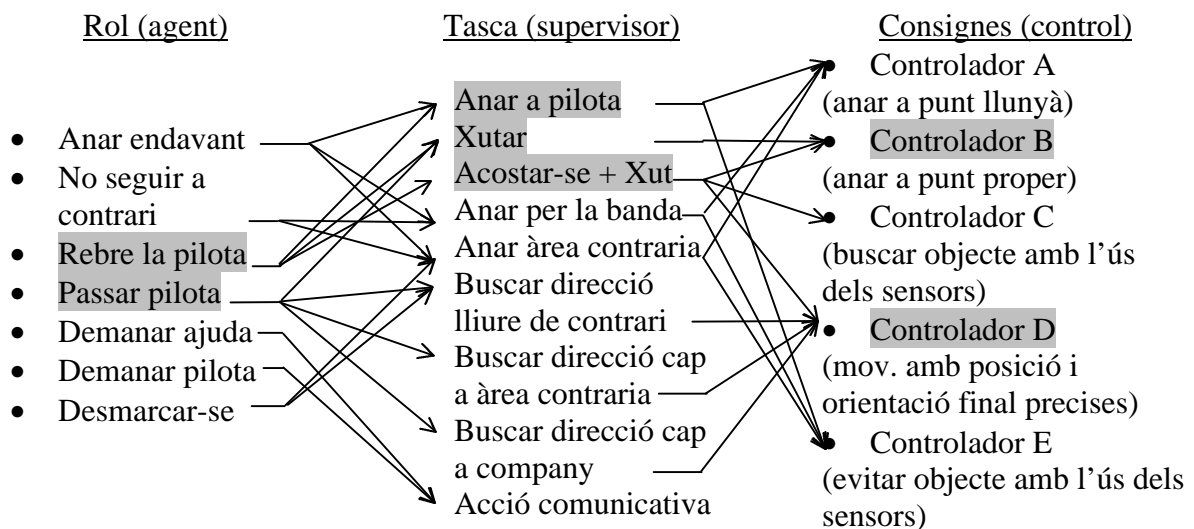 Rol (agent)
Anar endavant
No seguir a
contrari
Rebre la pilota
Passar pilota
Demanar ajuda
Demanar pilota
Desmarcar-se
Tasca (supervisor)
Anar a pilota
Xutar
Acostar-se + Xut
Anar per la banda
Anar àrea contraria
Buscar direcció
lliure de contrari
Buscar direcció cap
a àrea contraria
Buscar direcció cap
a company
Acció comunicativa
Consignes (control)
Controlador A
(anar a punt llunyà)
Controlador B
(anar a punt proper)
Controlador C
(buscar objecte amb l’ús
dels sensors)
Controlador D
(mov. amb posició i
orientació final precises)
Controlador E
(evitar objecte amb l’ús dels
sensors)